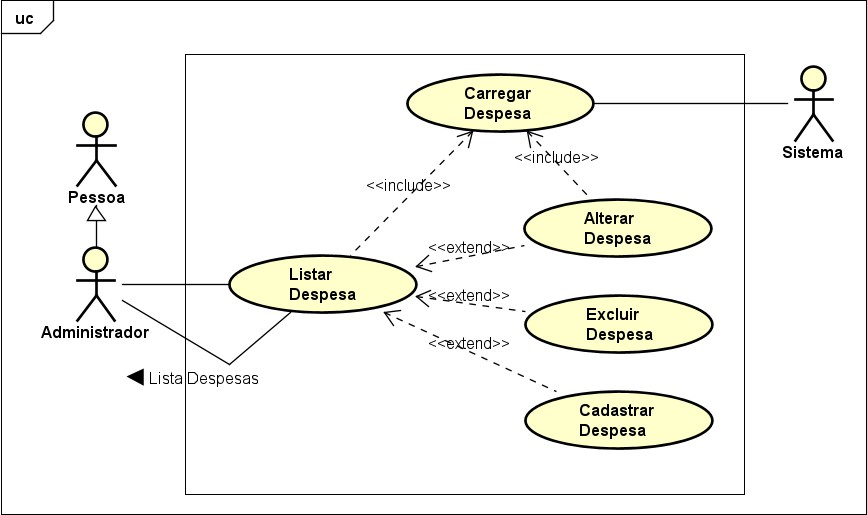 uc
Carregar
Despesa
Sistema
<<include>>
<<include>>
Pessoa
Alterar
Despesa
<<extend>>
Listar
Despesa
<<extend>>
Excluir
Despesa
Administrador
<<extend>>
Lista Despesas
Cadastrar
Despesa